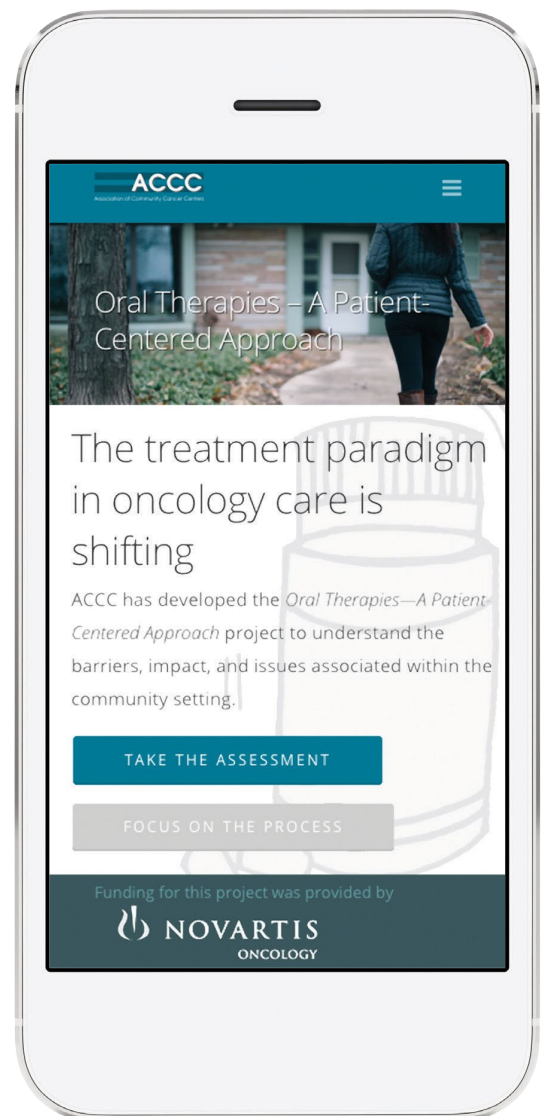 ACCC
Association of Community Cancer Centers
Oral Therapies – A Patient-
Centered Approach
The treatment paradigm
in oncology care is
shifting
ACCC has developed the Oral Therapies—A Patient-
Centered Approach project to understand the
barriers, impact, and issues associated within the
community setting.
TAKE THE ASSESSMENT
FOCUS ON THE PROCESS
Funding for this project was provided by
NOVARTIS
ONCOLOGY